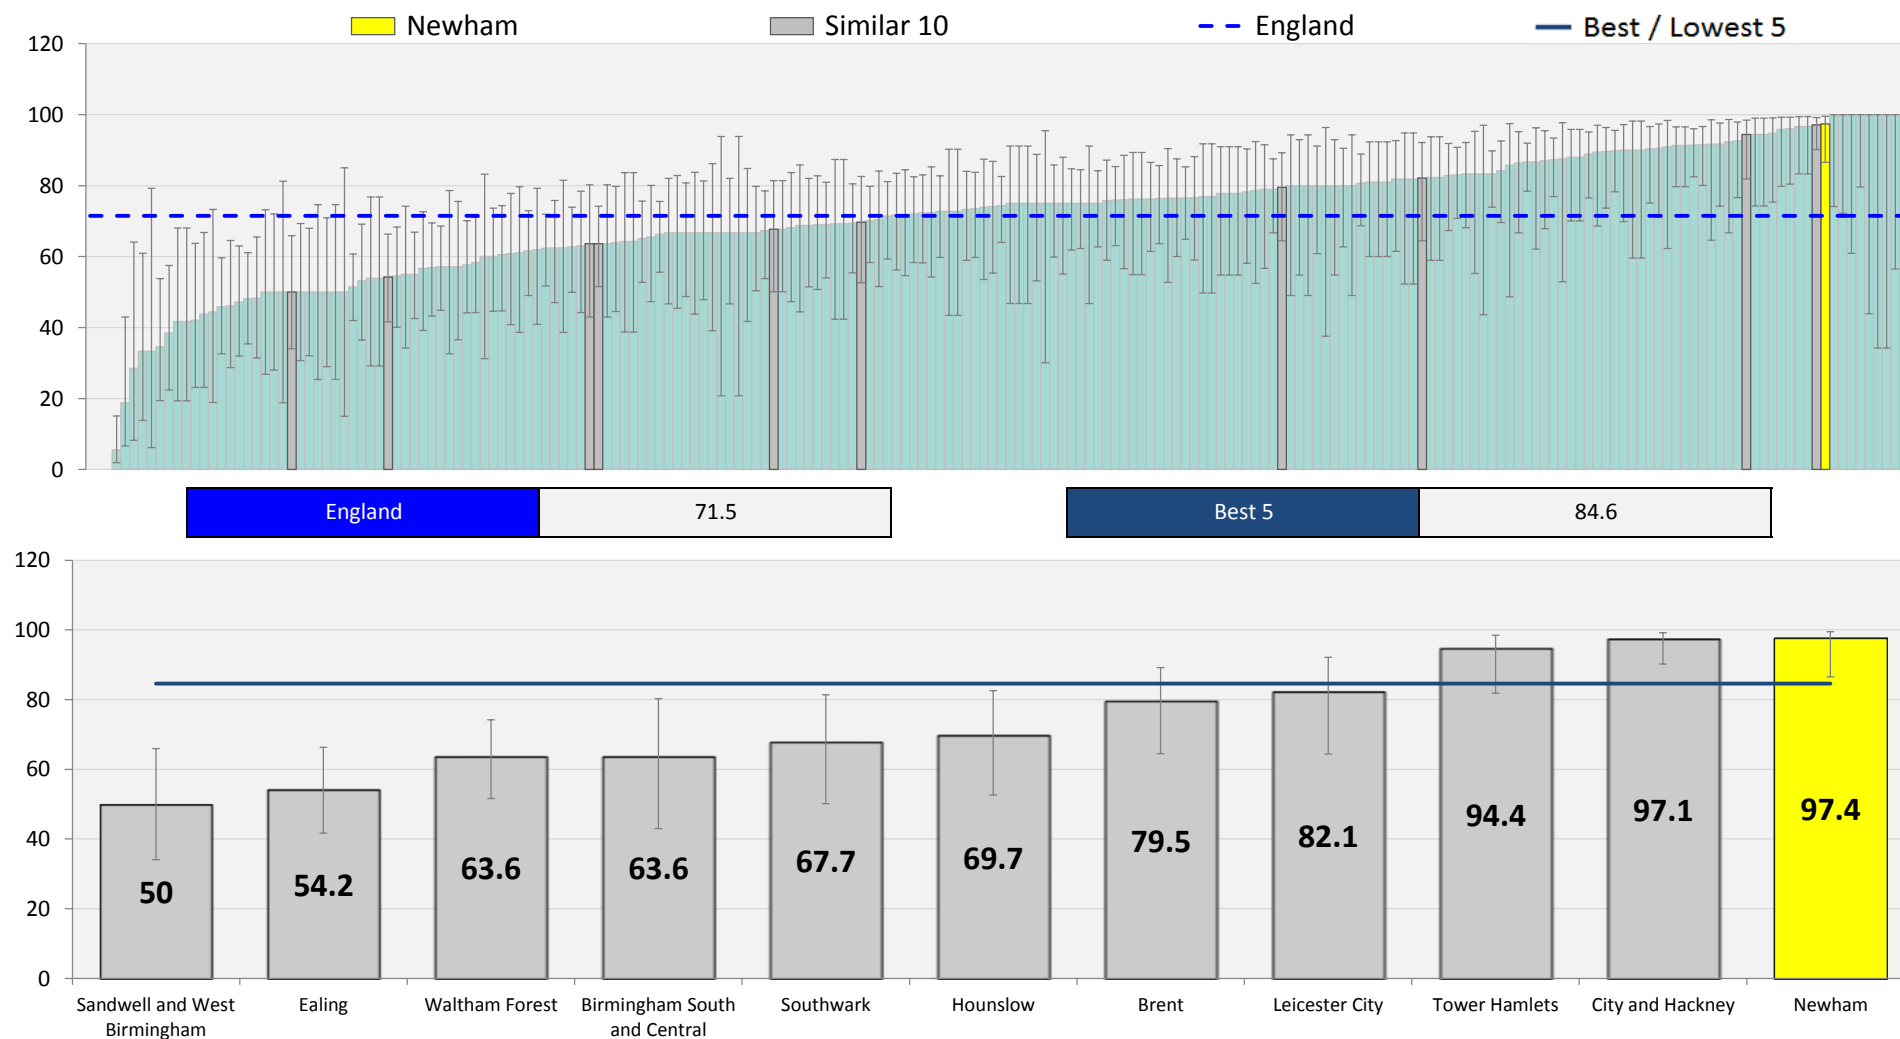 Newham Similar 10 England Best / Lowest 5
120
100
80
60
40
20
0
England 71.5 Best 5 84.6
120
100
80
60
40
20
0
50 54.2 63.6 63.6 67.7 69.7 79.5 82.1 94.4 97.1 97.4
Sandwell and West
Birmingham
Ealing
Waltham Forest
Birmingham South
and Central
Southwark
Hounslow
Brent
Leicester City
Tower Hamlets
City and Hackney
Newham